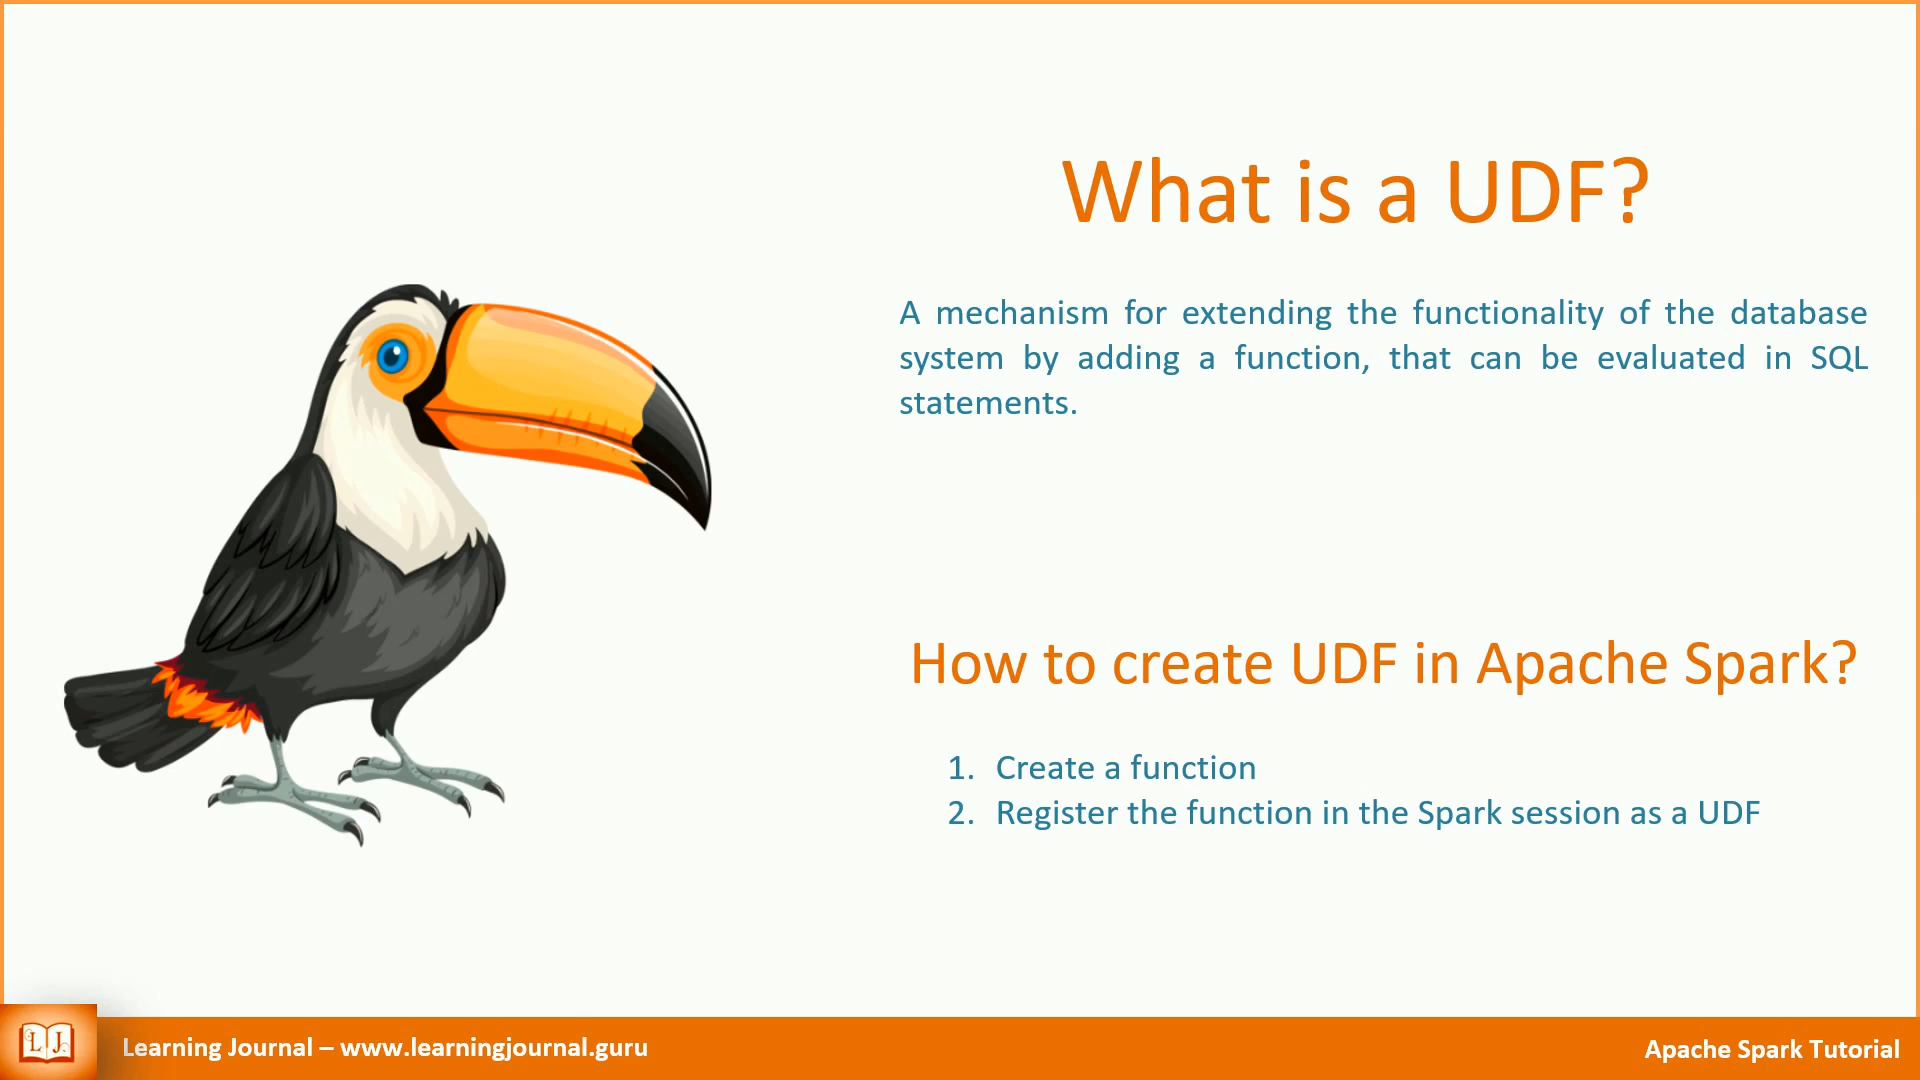 What is a UDF?
A mechanism for extending the functionality of the database
system by adding a function, that can be evaluated in SQL
statements.
How to create UDF in Apache Spark?
1. Create a function
2. Register the function in the Spark session as a UDF
LJ
Learning Journal – www.learningjournal.guru
Apache Spark Tutorial